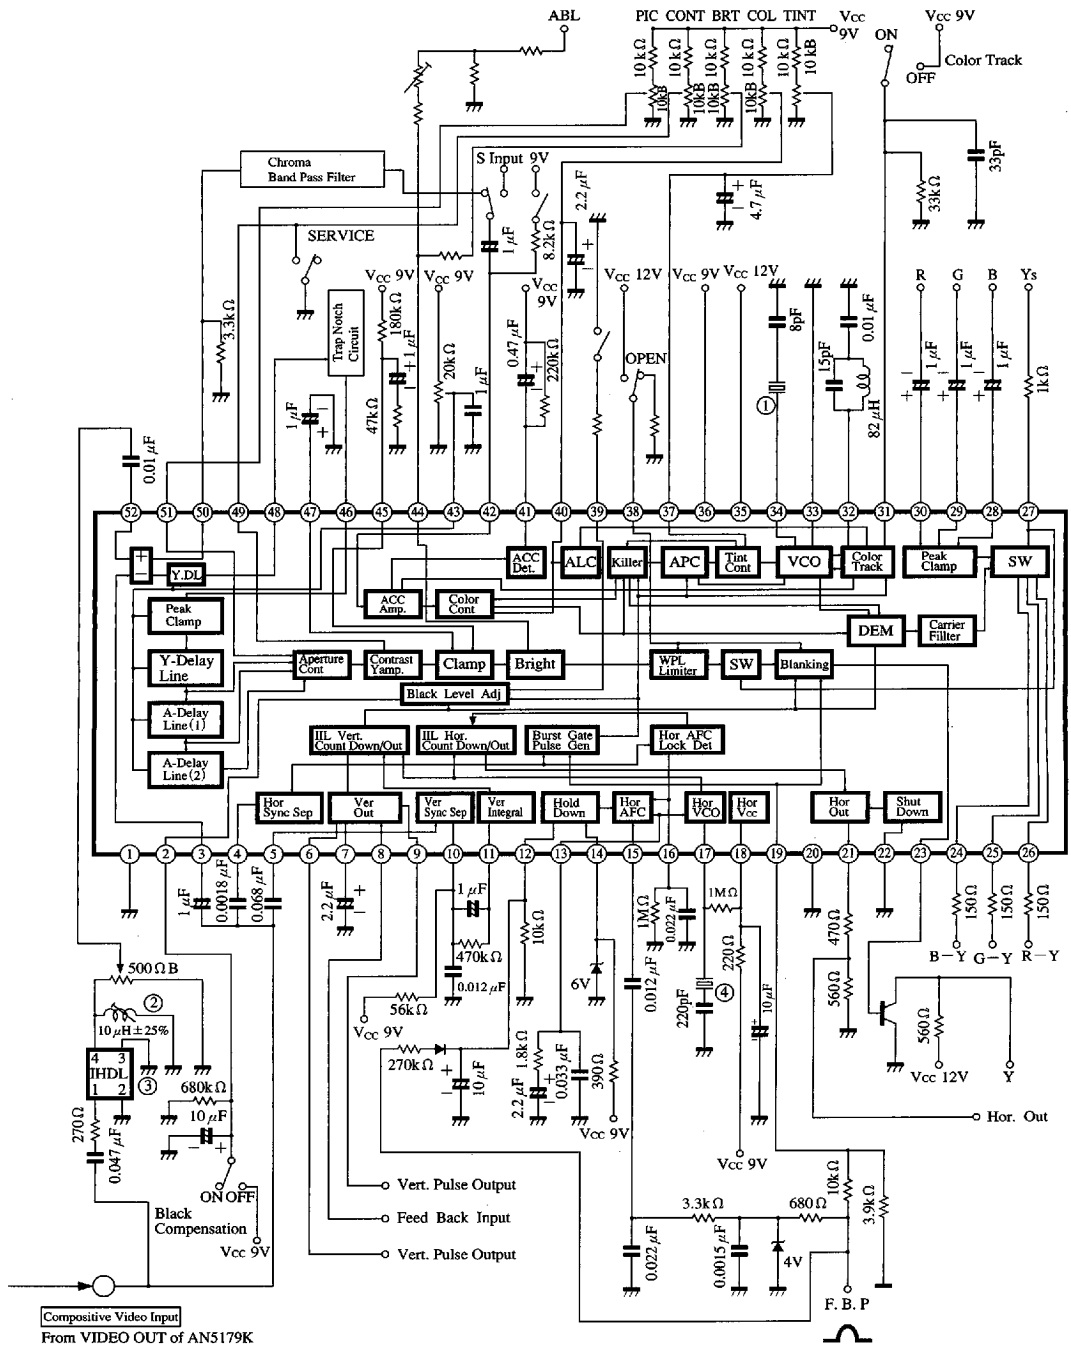 ABL
PIC CONT BRT COL TINT
Vcc
9V
ON
Vcc 9V
OFF
Color Track
10kΩ
10kΩ
10kΩ
10kΩ
10kB
10kB
10kB
10kB
10kB
Chroma
Band Pass Filter
S Input 9V
33pF
33kΩ
4.7μF
2.2μF
1μF
8.2kΩ
SERVICE
Vcc 9V
Vcc 9V
Vcc
9V
Vcc 12V
Vcc 9V
Vcc 12V
R
G
B
Ys
3.3kΩ
Trap Notch
Circuit
180kΩ
1μF
47kΩ
20kΩ
1μF
0.47μF
220kΩ
OPEN
8pF
①
15pF
0.01μF
82μH
1μF
1μF
1μF
1kΩ
1μF
0.01μF
52 51 50 49 48 47 46 45 44 43 42 41 40 39 38 37 36 35 34 33 32 31 30 29 28 27
+
−
Y.DL
Peak
Clamp
Y-Delay
Line
A-Delay
Line(1)
A-Delay
Line(2)
ACC
Det.
ALC
Killer
APC
Tint
Cont
VCO
Color
Track
Peak
Clamp
SW
ACC
Amp.
Color
Cont
DEM
Carrier
Fillter
Aperture
Cont
Contrast
Yamp.
Clamp
Bright
WPL
Limiter
SW
Blanking
Black Level Adj
IIL Vert.
Count Down/Out
IIL Hor.
Count Down/Out
Burst Gate
Pulse Gen
Hor AFC
Lock Det
Hor
Sync Sep
Ver
Out
Ver
Sync Sep
Ver
Integral
Hold
Down
Hor
AFC
Hor
VCO
Hor
Vcc
Hor
Out
Shut
Down
1 2 3 4 5 6 7 8 9 10 11 12 13 14 15 16 17 18 19 20 21 22 23 24 25 26
1μF
0.0018μF
0.068μF
2.2μF
1μF
470kΩ
0.012μF
56kΩ
Vcc 9V
10kΩ
6V
1MΩ
0.022μF
0.012μF
1MΩ
220Ω
220pF
④
10μF
470Ω
560Ω
150Ω
150Ω
150Ω
B−Y
G−Y
R−Y
560Ω
Vcc 12V
Y
Hor. Out
500ΩB
②
10μH±25%
4 3
IHDL
1 2
③
680kΩ
10μF
270Ω
0.047μF
ON OFF
Black
Compensation
Vcc 9V
270kΩ
10μF
1.8kΩ
2.2μF
0.033μF
390Ω
Vcc 9V
Vcc 9V
Vert. Pulse Output
Feed Back Input
Vert. Pulse Output
3.3kΩ
680Ω
10kΩ
3.9kΩ
0.022μF
0.0015μF
4V
F. B. P
Compositive Video Input
From VIDEO OUT of AN5179K